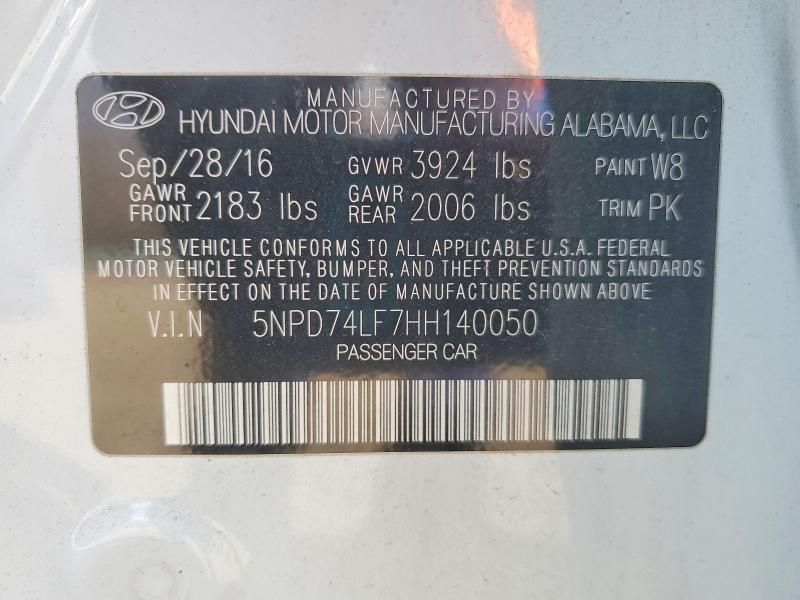 MANUFACTURED BY
HYUNDAI MOTOR MANUFACTURING ALABAMA, LLC
Sep/28/16 GVWR 3924 lbs PAINT W8
GAWR FRONT 2183 lbs GAWR REAR 2006 lbs TRIM PK
THIS VEHICLE CONFORMS TO ALL APPLICABLE U.S.A. FEDERAL
MOTOR VEHICLE SAFETY, BUMPER, AND THEFT PREVENTION STANDARDS
IN EFFECT ON THE DATE OF MANUFACTURE SHOWN ABOVE
V.I.N 5NPD74LF7HH140050
PASSENGER CAR